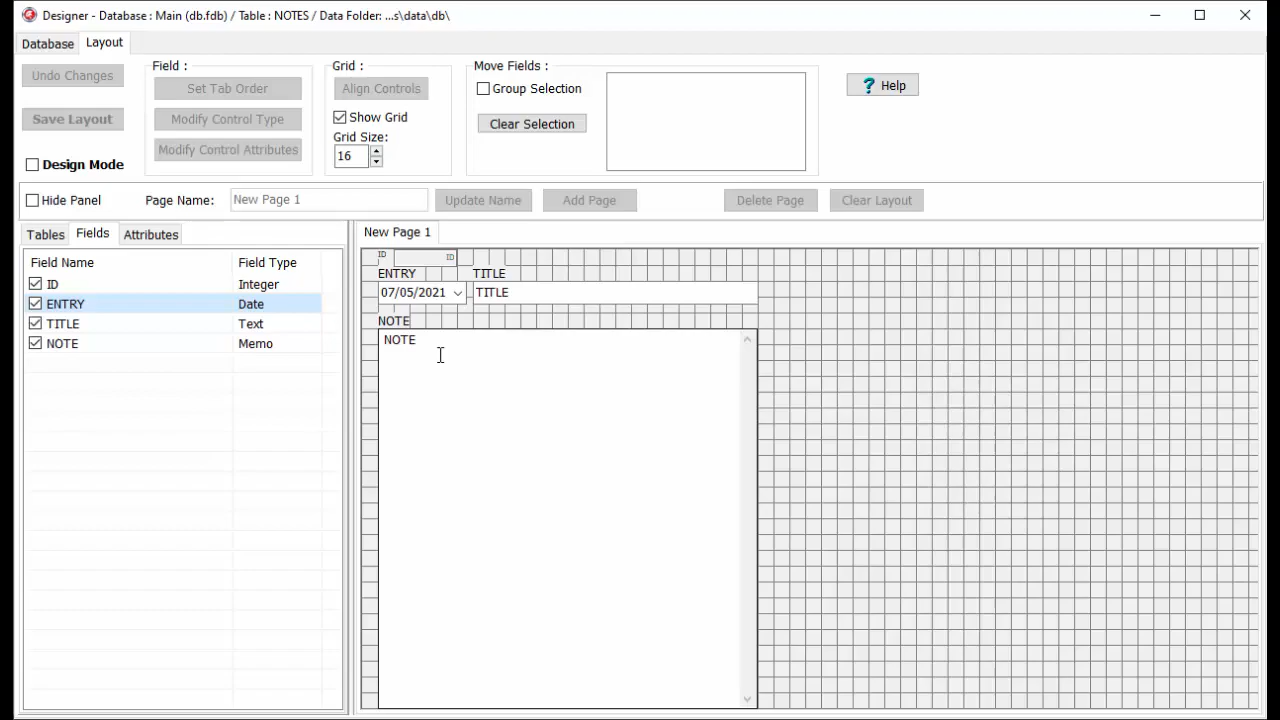 Designer - Database : Main (db.fdb) / Table : NOTES / Data Folder: ...s\data\db\
Database Layout
Undo Changes
Save Layout
Design Mode
Field :
Set Tab Order
Modify Control Type
Modify Control Attributes
Grid :
Align Controls
Show Grid
Grid Size:
16
Move Fields :
Group Selection
Clear Selection
? Help
Hide Panel Page Name: New Page 1 Update Name Add Page Delete Page Clear Layout
Tables Fields Attributes
Field Name Field Type
ID Integer
ENTRY Date
TITLE Text
NOTE Memo
New Page 1
ID ID
ENTRY TITLE
07/05/2021 TITLE
NOTE
NOTE